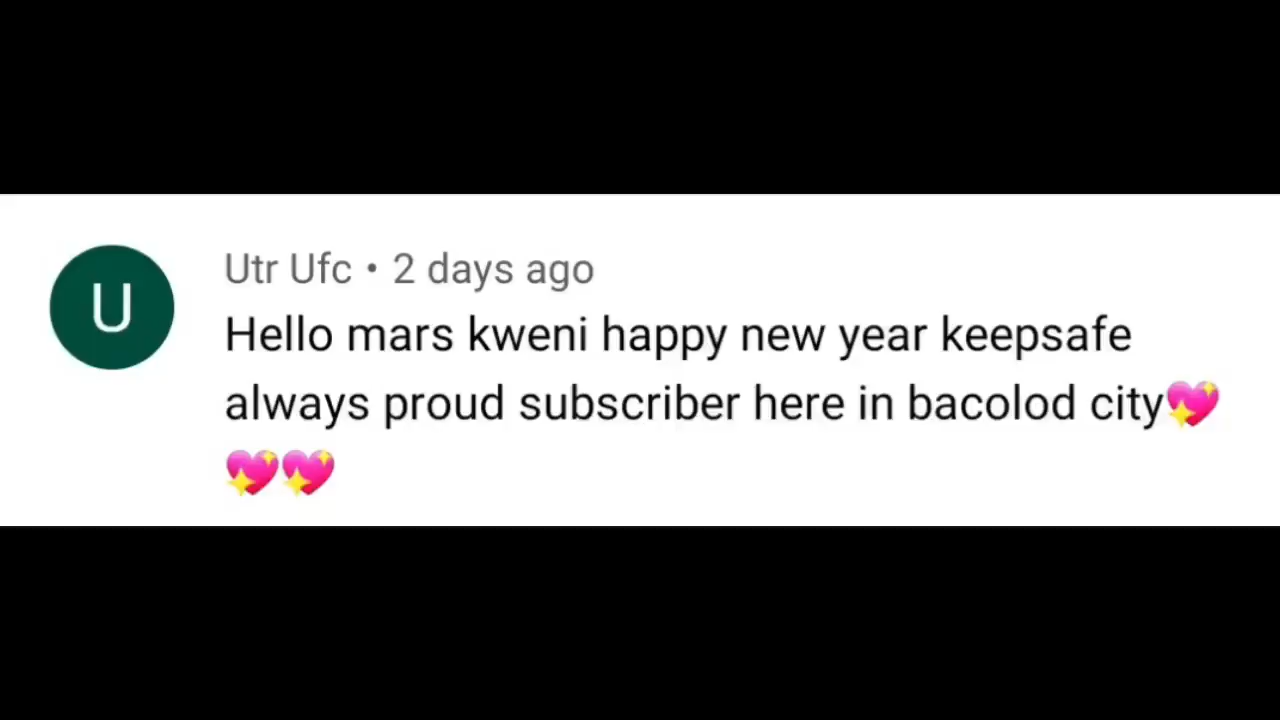 U
Utr Ufc • 2 days ago
Hello mars kweni happy new year keepsafe
always proud subscriber here in bacolod city💖
💖💖